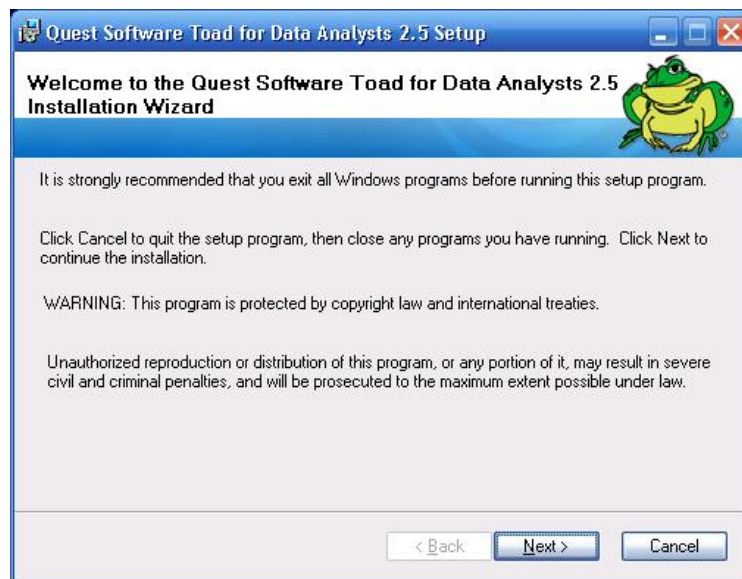 Quest Software Toad for Data Analysts 2.5 Setup
Welcome to the Quest Software Toad for Data Analysts 2.5
Installation Wizard
It is strongly recommended that you exit all Windows programs before running this setup program.
Click Cancel to quit the setup program, then close any programs you have running. Click Next to
continue the installation.
WARNING: This program is protected by copyright law and international treaties.
Unauthorized reproduction or distribution of this program, or any portion of it, may result in severe
civil and criminal penalties, and will be prosecuted to the maximum extent possible under law.
< Back Next > Cancel